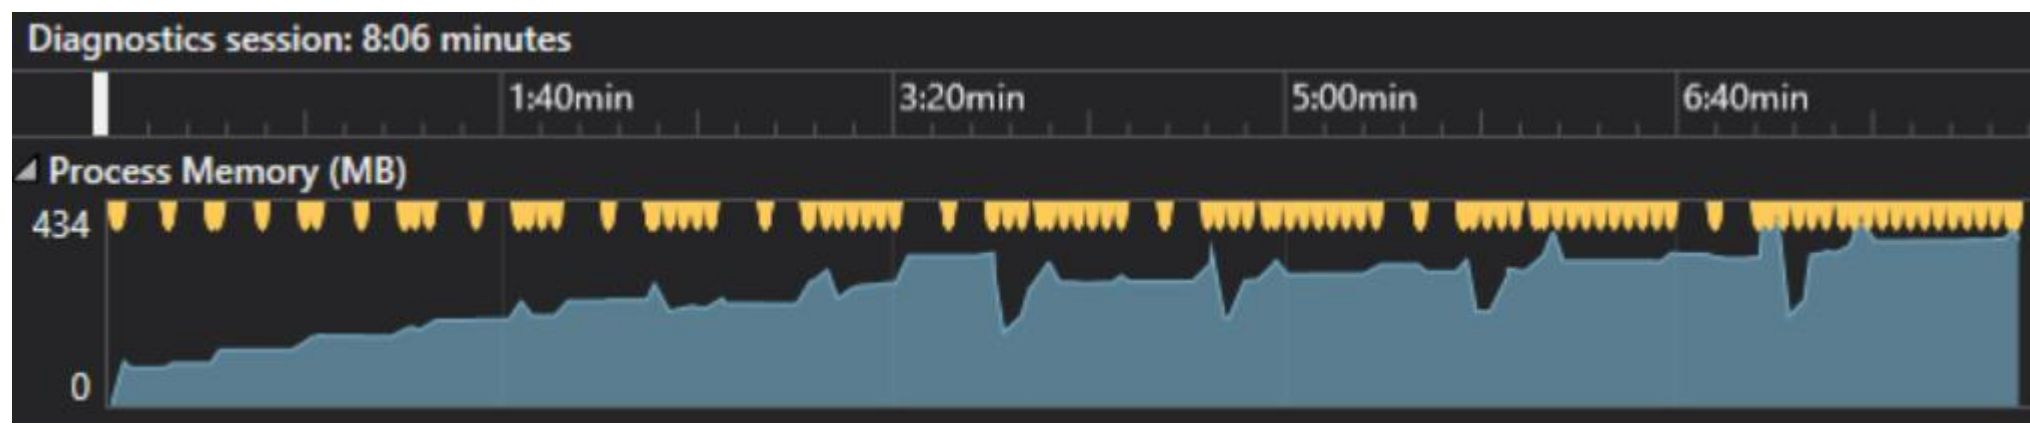 Diagnostics session: 8:06 minutes
1:40min 3:20min 5:00min 6:40min
Process Memory (MB)
434
0